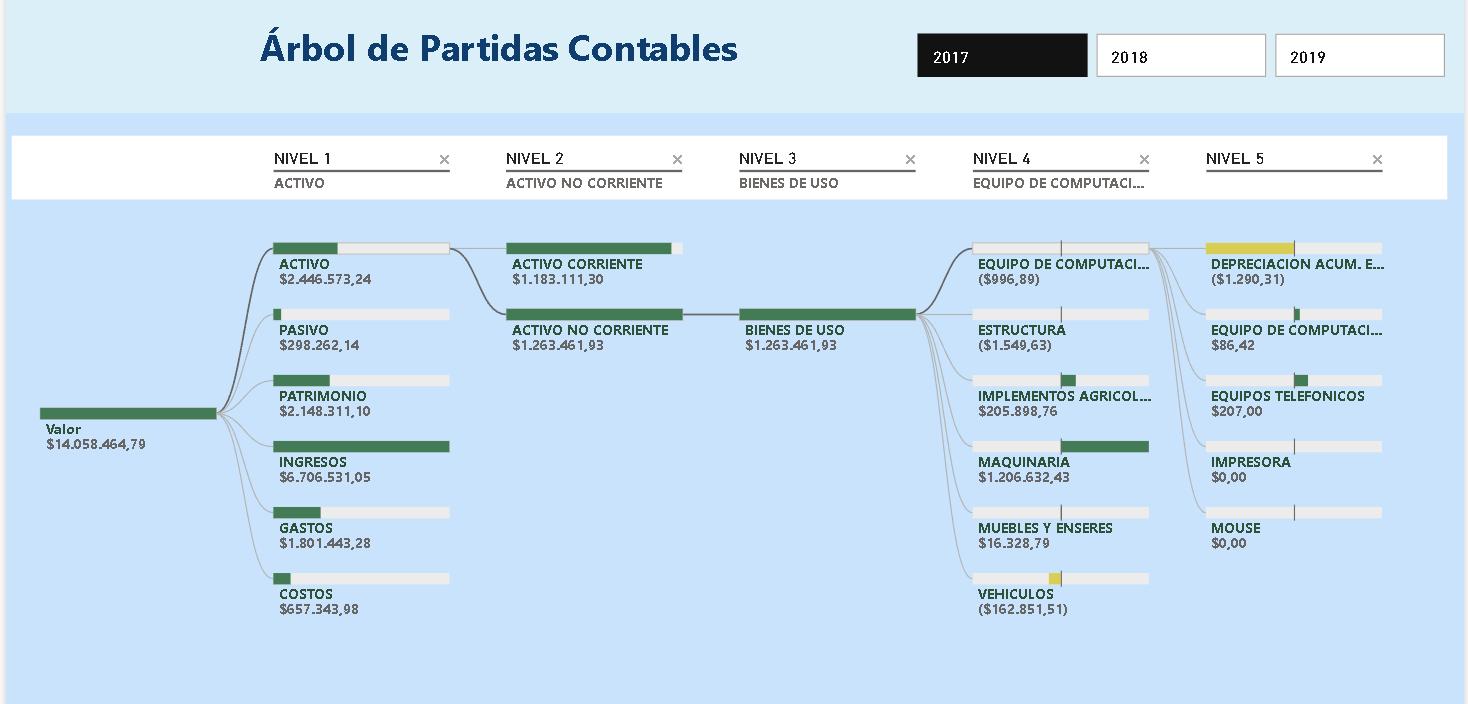 Árbol de Partidas Contables
2017
2018
2019
NIVEL 1
ACTIVO
NIVEL 2
ACTIVO NO CORRIENTE
NIVEL 3
BIENES DE USO
NIVEL 4
EQUIPO DE COMPUTACI...
NIVEL 5
Valor
$14.058.464,79
ACTIVO
$2.446.573,24
PASIVO
$298.262,14
PATRIMONIO
$2.148.311,10
INGRESOS
$6.706.531,05
GASTOS
$1.801.443,28
COSTOS
$657.343,98
ACTIVO CORRIENTE
$1.183.111,30
ACTIVO NO CORRIENTE
$1.263.461,93
BIENES DE USO
$1.263.461,93
EQUIPO DE COMPUTACI...
($996,89)
ESTRUCTURA
($1.549,63)
IMPLEMENTOS AGRICOL...
$205.898,76
MAQUINARIA
$1.206.632,43
MUEBLES Y ENSERES
$16.328,79
VEHICULOS
($162.851,51)
DEPRECIACION ACUM. E...
($1.290,31)
EQUIPO DE COMPUTACI...
$86,42
EQUIPOS TELEFONICOS
$207,00
IMPRESORA
$0,00
MOUSE
$0,00